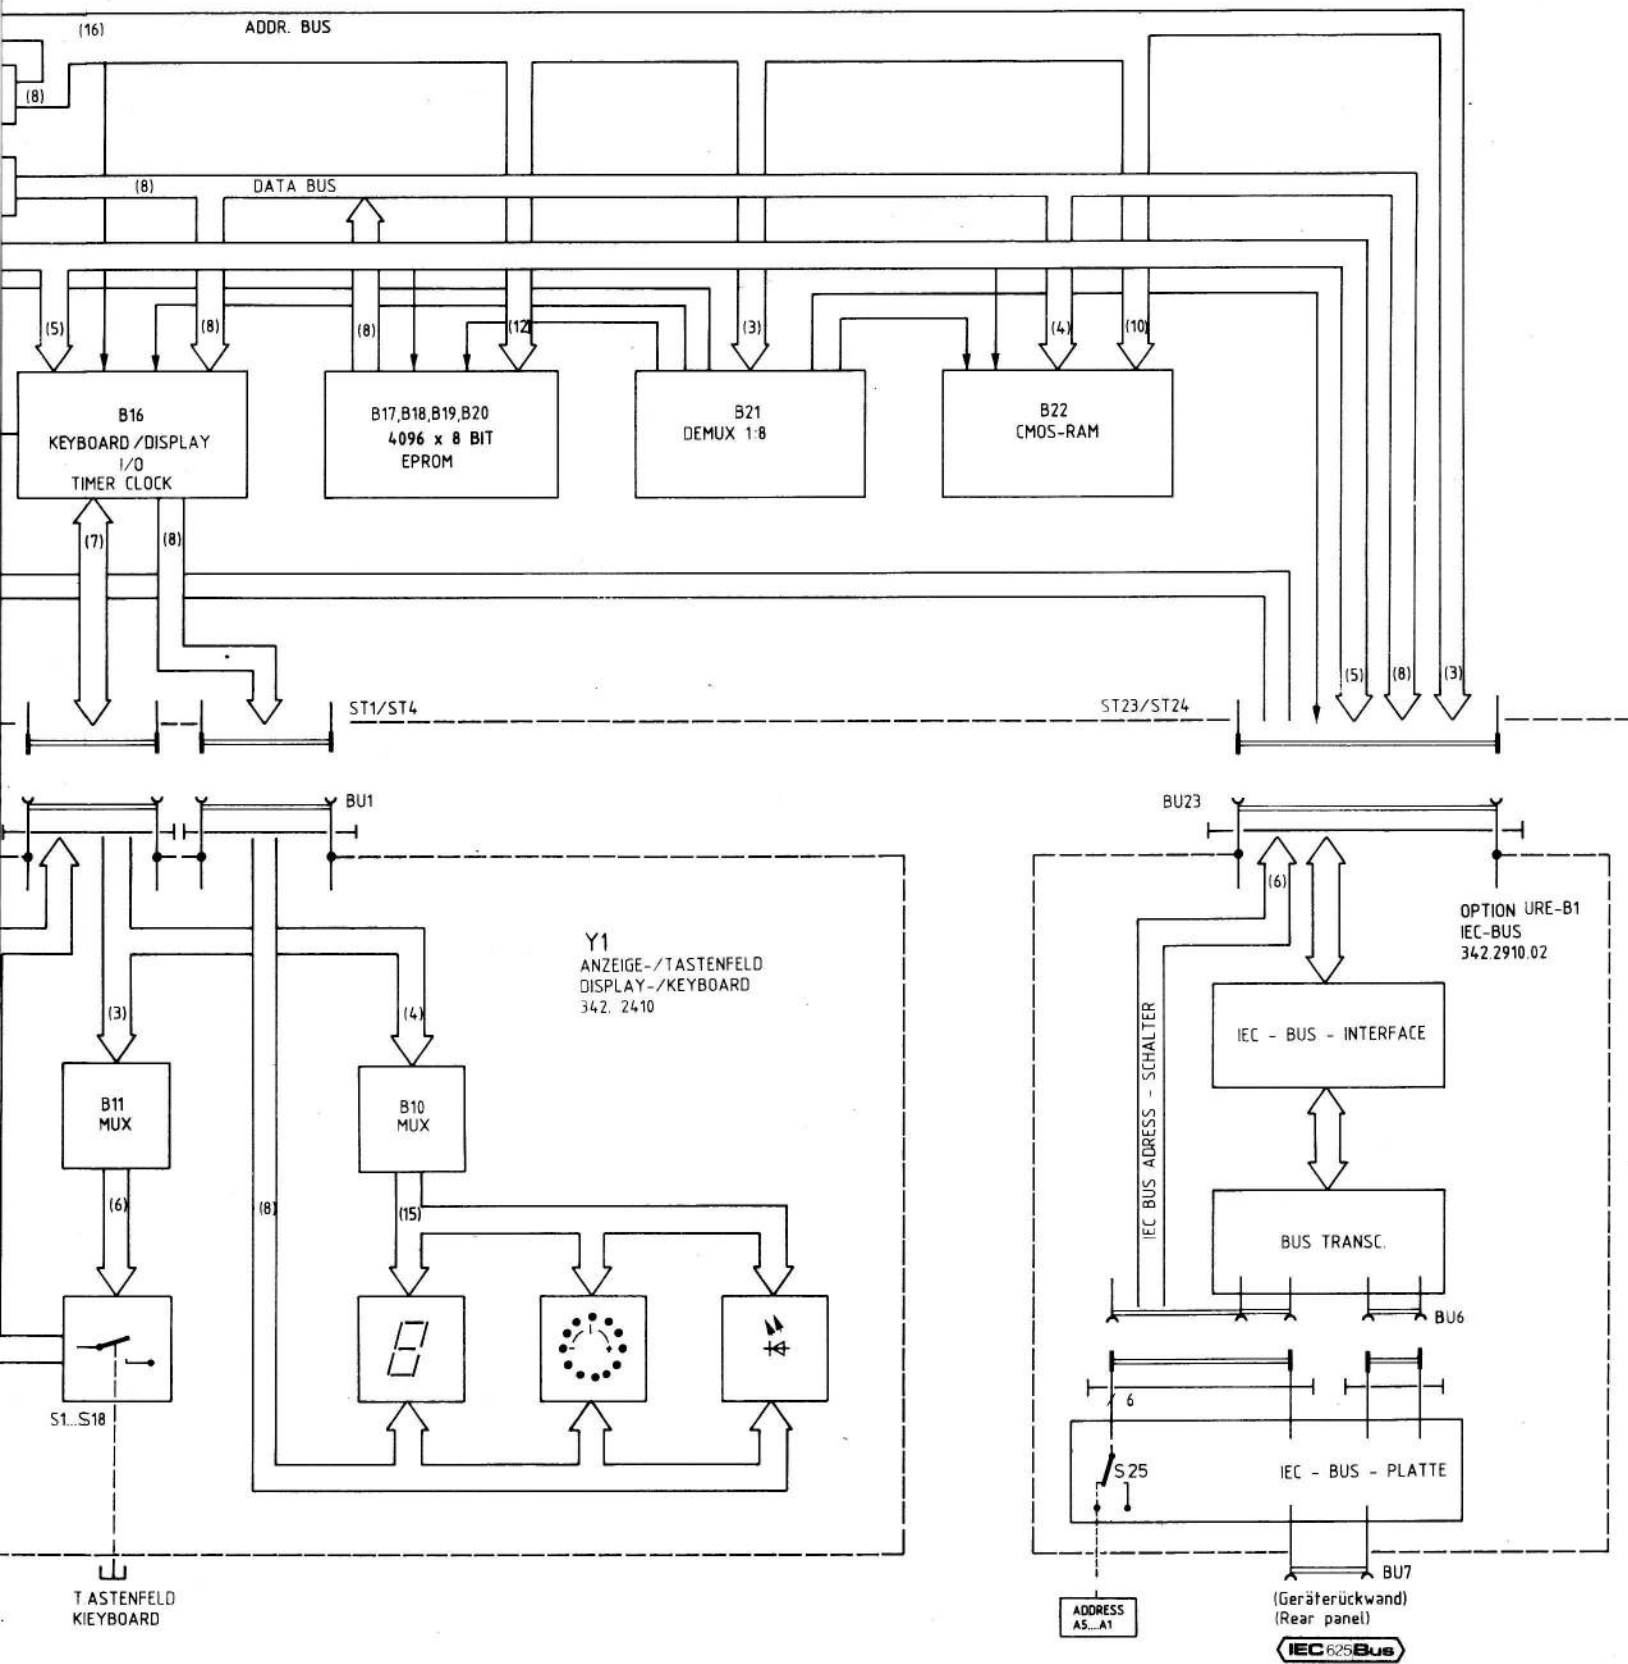 (16)
ADDR. BUS
(8)
(8)
DATA BUS
(5)
(8)
(8)
(12)
(3)
(4)
(10)
B16
KEYBOARD/DISPLAY
I/O
TIMER CLOCK
B17,B18,B19,B20
4096 x 8 BIT
EPROM
B21
DEMUX 1:8
B22
CMOS-RAM
(7)
(8)
(5)
(8)
(3)
ST1/ST4
ST23/ST24
BU1
BU23
(6)
OPTION URE-B1
IEC-BUS
342.2910.02
Y1
ANZEIGE-/TASTENFELD
DISPLAY-/KEYBOARD
342. 2410
(3)
(4)
IEC BUS ADRESS - SCHALTER
IEC - BUS - INTERFACE
B11
MUX
B10
MUX
(6)
(8)
(15)
BUS TRANSC.
BU6
6
S1...S18
S25
IEC - BUS - PLATTE
BU7
T.ASTENFELD
KIEYBOARD
ADDRESS
A5....A1
(Geräterückwand)
(Rear panel)
IEC625Bus